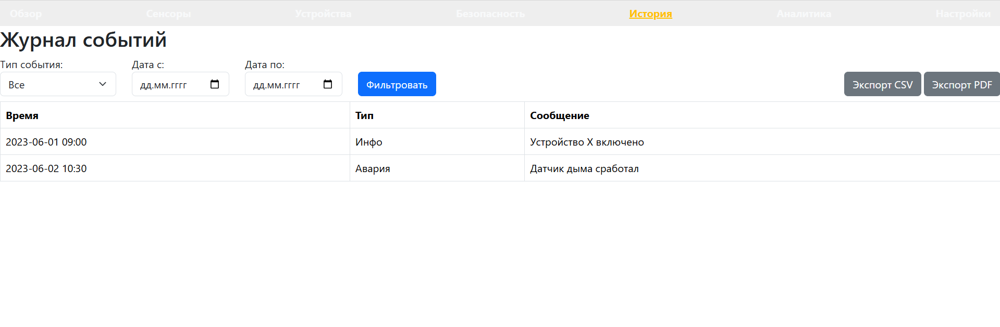 Обзор Сенсоры Устройства Безопасность История Аналитика Настройки
Журнал событий
Тип события: Дата с: Дата по:
Все дд.мм.гггг дд.мм.гггг Фильтровать Экспорт CSV Экспорт PDF
Время Тип Сообщение
2023-06-01 09:00 Инфо Устройство X включено
2023-06-02 10:30 Авария Датчик дыма сработал